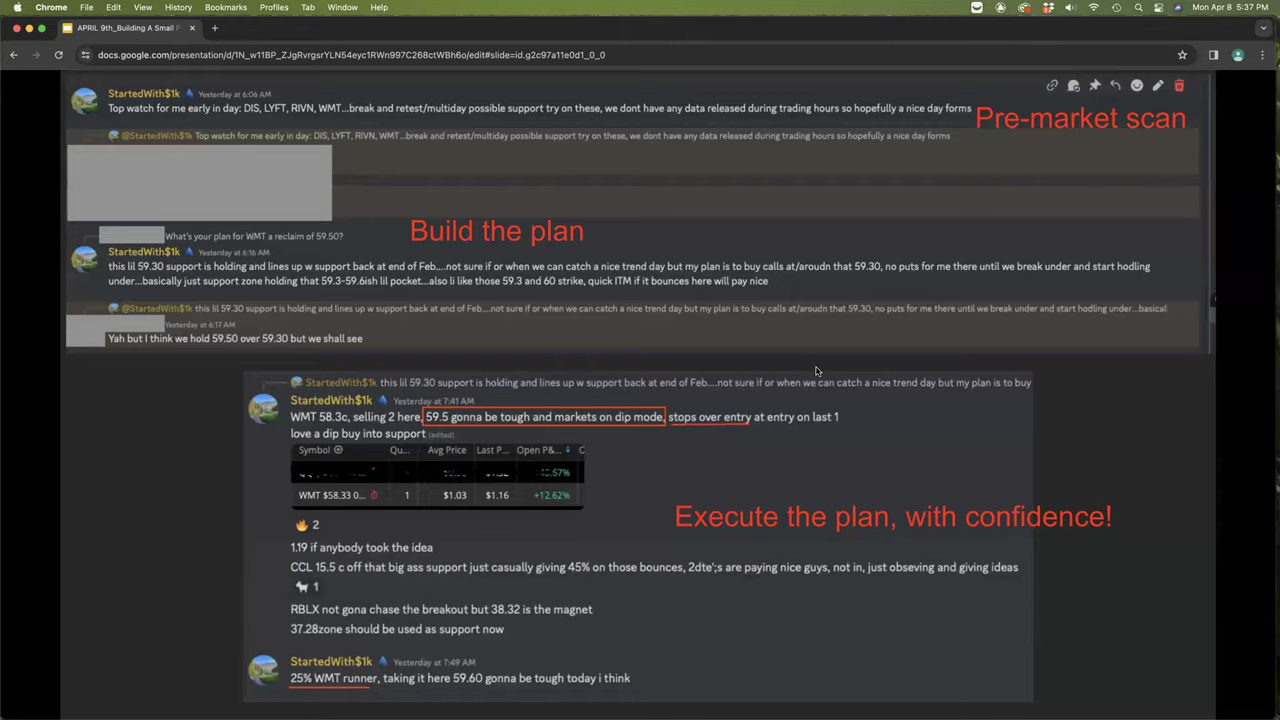 Chrome File Edit View History Bookmarks Profiles Tab Window Help
Mon Apr 8 5:37 PM
APRIL 9th_Building A Small
docs.google.com/presentation/d/1N_w11BP_ZJgRvrgsrYLN54eyc1RWn997C268ctWBh6o/edit#slide=id.g2c97a11e0d1_0_0
StartedWith$1k Yesterday at 6:06 AM
Top watch for me early in day: DIS, LYFT, RIVN, WMT...break and retest/multiday possible support try on these, we dont have any data released during trading hours so hopefully a nice day forms
Pre-market scan
@StartedWith$1k Top watch for me early in day: DIS, LYFT, RIVN, WMT...break and retest/multiday possible support try on these, we dont have any data released during trading hours so hopefully a nice day forms
What's your plan for WMT a reclaim of 59.50?
Build the plan
StartedWith$1k Yesterday at 6:16 AM
this lil 59.30 support is holding and lines up w support back at end of Feb....not sure if or when we can catch a nice trend day but my plan is to buy calls at/aroudn that 59.30, no puts for me there until we break under and start hodling
under...basically just support zone holding that 59.3-59.6ish lil pocket...also li like those 59.3 and 60 strike, quick ITM if it bounces here will pay nice
@StartedWith$1k this lil 59.30 support is holding and lines up w support back at end of Feb....not sure if or when we can catch a nice trend day but my plan is to buy calls at/aroudn that 59.30, no puts for me there until we break under and start hodling under...basical
Yesterday at 6:17 AM
Yah but I think we hold 59.50 over 59.30 but we shall see
StartedWith$1k this lil 59.30 support is holding and lines up w support back at end of Feb....not sure if or when we can catch a nice trend day but my plan is to buy
StartedWith$1k Yesterday at 7:41 AM
WMT 58.3c, selling 2 here, 59.5 gonna be tough and markets on dip mode, stops over entry at entry on last 1
love a dip buy into support (edited)
Symbol Qu... Avg Price Last P... Open P&...
WMT $58.33 0... 1 $1.03 $1.16 +12.62%
Execute the plan, with confidence!
2
1.19 if anybody took the idea
CCL 15.5 c off that big ass support just casually giving 45% on those bounces, 2dte';s are paying nice guys, not in, just obseving and giving ideas
1
RBLX not gona chase the breakout but 38.32 is the magnet
37.28zone should be used as support now
StartedWith$1k Yesterday at 7:49 AM
25% WMT runner, taking it here 59.60 gonna be tough today i think